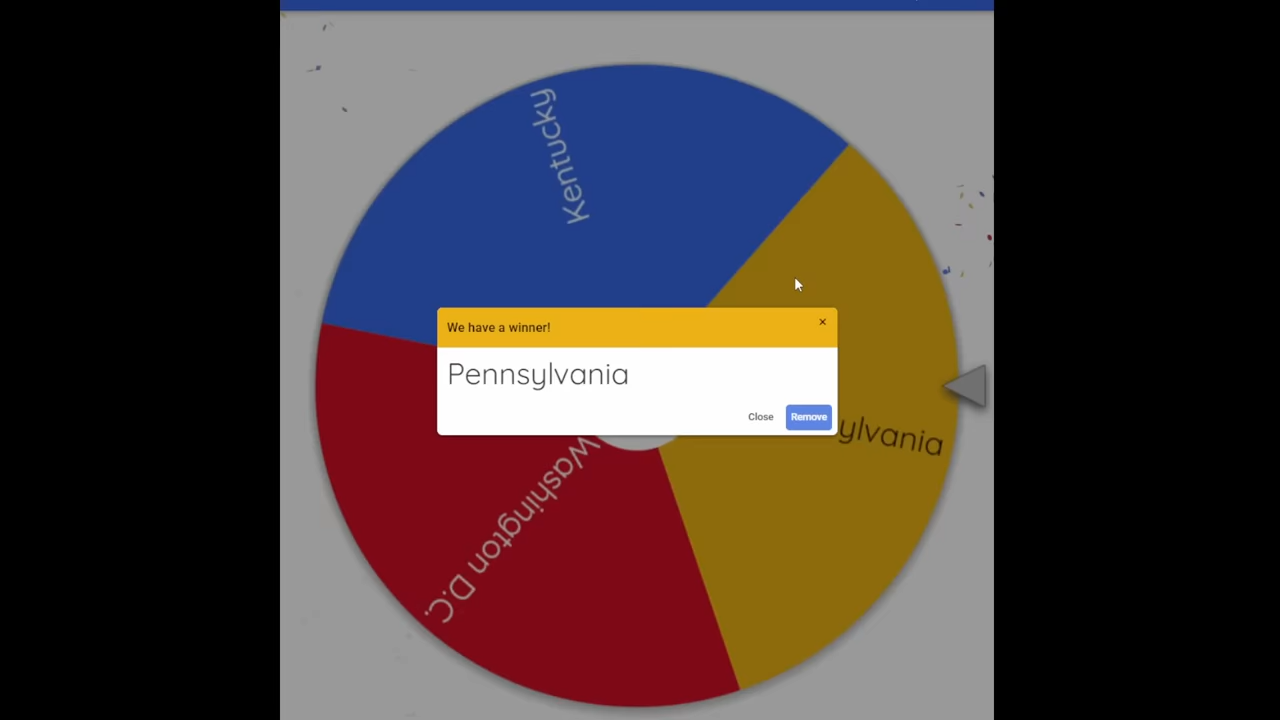 Kentucky
We have a winner!
×
Pennsylvania
Close Remove
ylvania
Washington D.C.